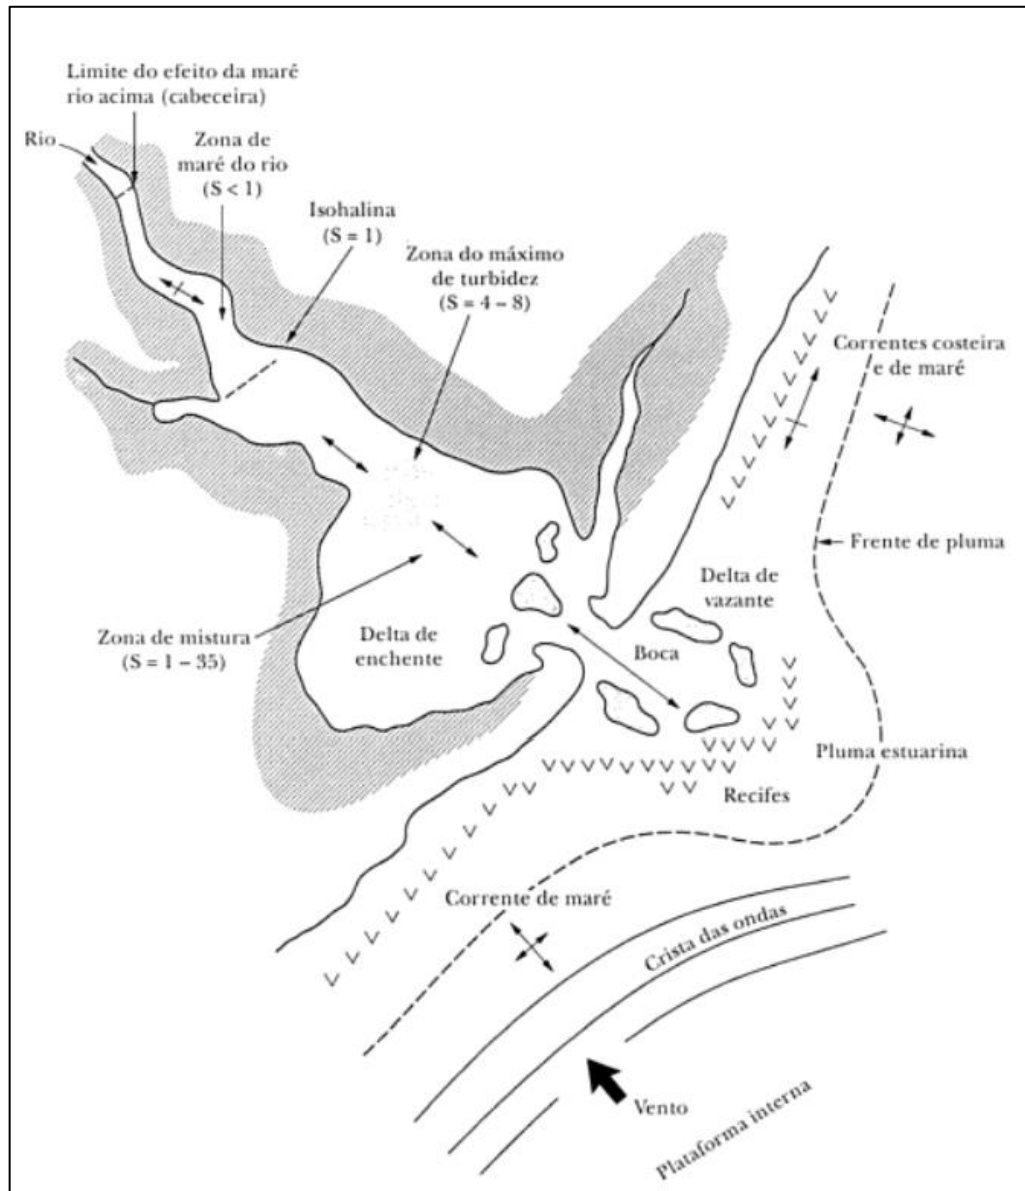 Limite do efeito da maré
rio acima (cabeceira)
Rio
Zona de
maré do rio
(S < 1)
Isohalina
(S = 1)
Zona do máximo
de turbidez
(S = 4 – 8)
Correntes costeira
e de maré
Frente de pluma
Delta de
vazante
Zona de mistura
(S = 1 – 35)
Delta de
enchente
Boca
Pluma estuarina
Recifes
Corrente de maré
Crista das ondas
Vento
Plataforma interna